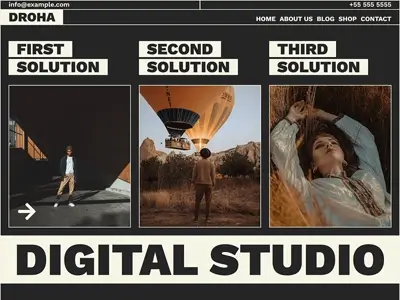 info@example.com
+55 555 5555
DROHA
HOME ABOUT US BLOG SHOP CONTACT
FIRST
SOLUTION
SECOND
SOLUTION
THIRD
SOLUTION
DIGITAL STUDIO